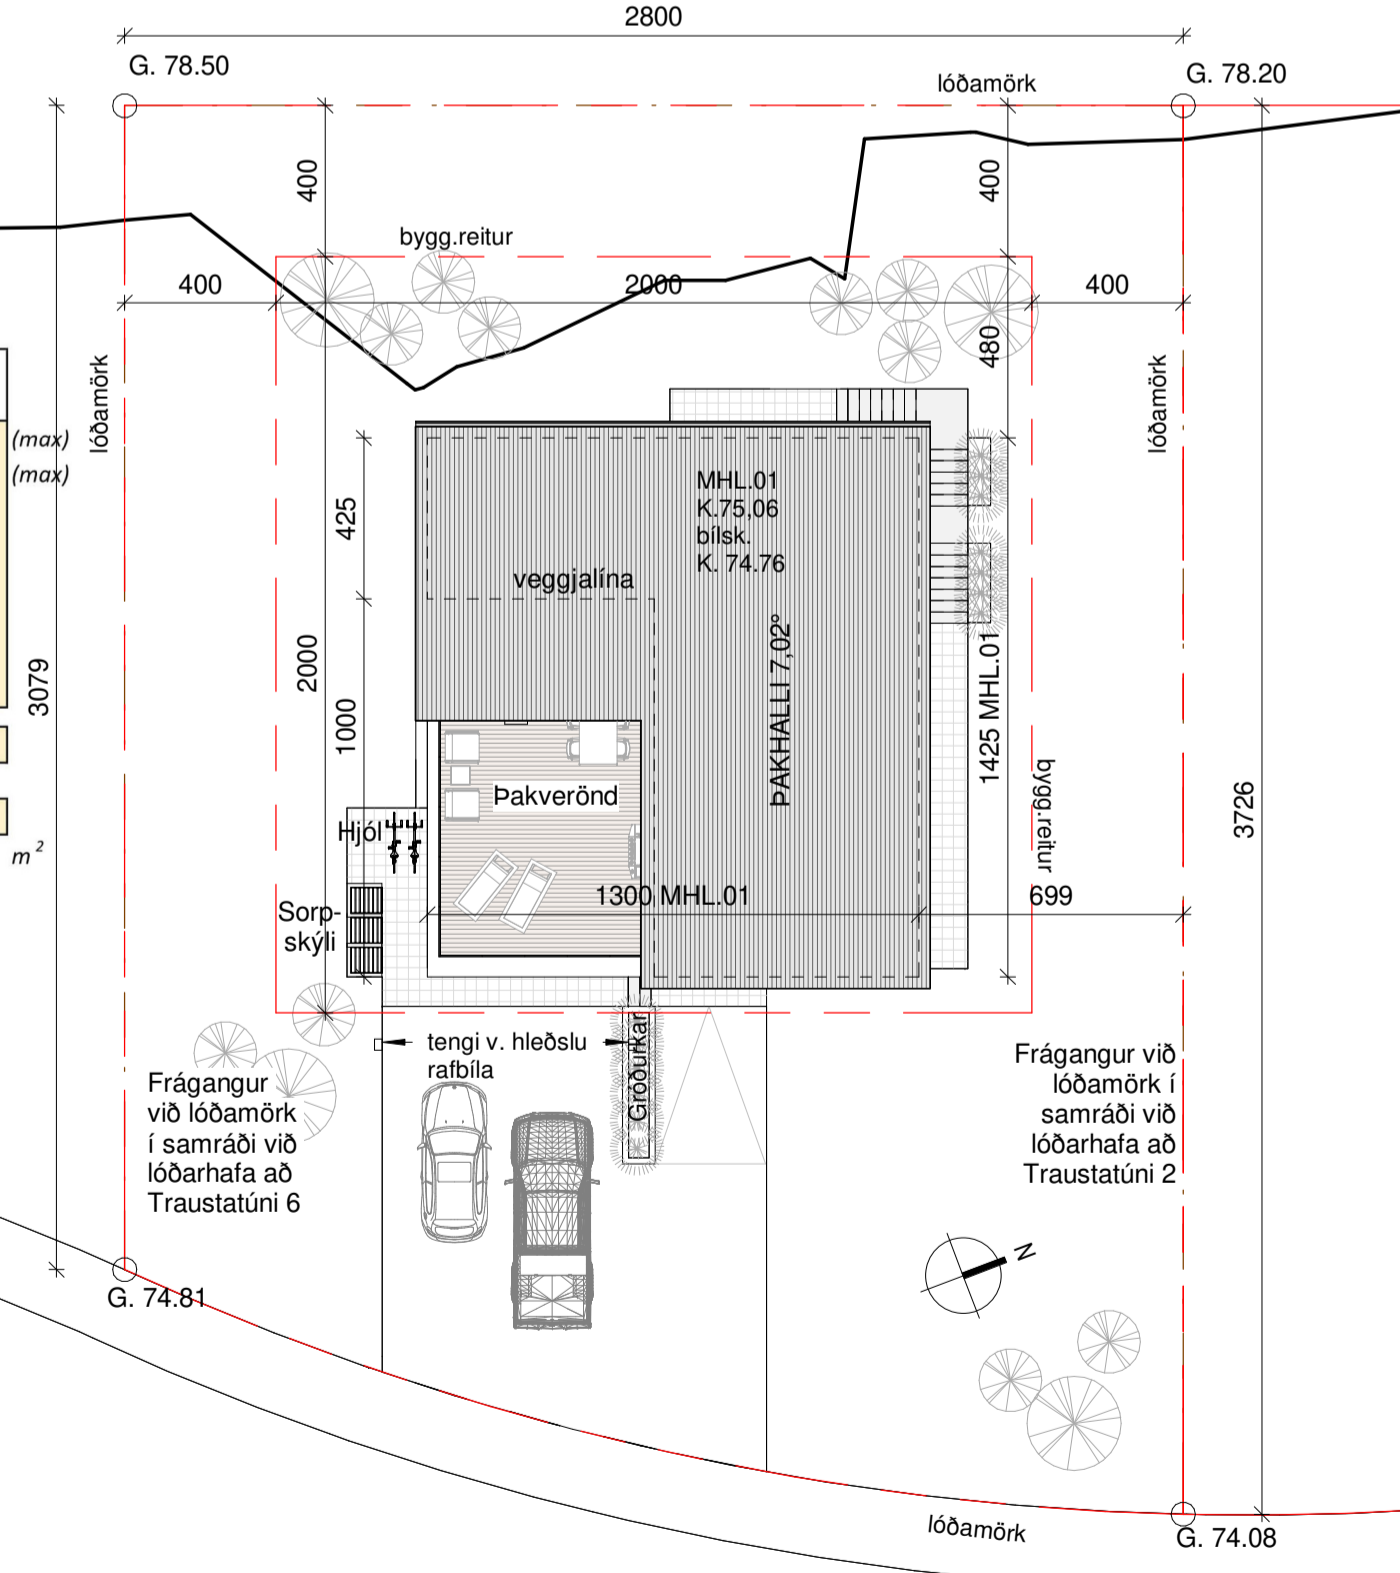 2800
G. 78.50
G. 78.20
lóðamörk
400
400
bygg.reitur
400
2000
400
480
lóðamörk
lóðamörk
(max)
(max)
MHL.01
K.75,06
bílsk.
K. 74.76
425
veggjalína
ÞAKHALLI 7,02°
2000
3079
1000
1425 MHL.01
bygg.reitur
3726
Þakverönd
Hjól
m²
1300 MHL.01
699
Sorp-
skýli
tengi v. hleðslu
rafbíla
Gróðurkar
Frágangur
við lóðamörk
í samráði við
lóðarhafa að
Traustatúni 6
Frágangur við
lóðamörk í
samráði við
lóðarhafa að
Traustatúni 2
N
G. 74.81
lóðamörk
G. 74.08